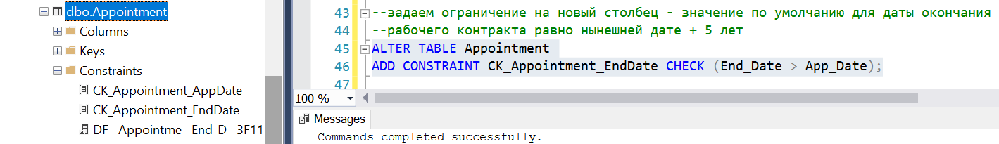 dbo.Appointment
Columns
Keys
Constraints
CK_Appointment_AppDate
CK_Appointment_EndDate
DF__Appointme__End_D__3F11
43 --задаем ограничение на новый столбец - значение по умолчанию для даты окончания
44 --рабочего контракта равно нынешней дате + 5 лет
45 ALTER TABLE Appointment
46 ADD CONSTRAINT CK_Appointment_EndDate CHECK (End_Date > App_Date);
47
100 %
Messages
Commands completed successfully.